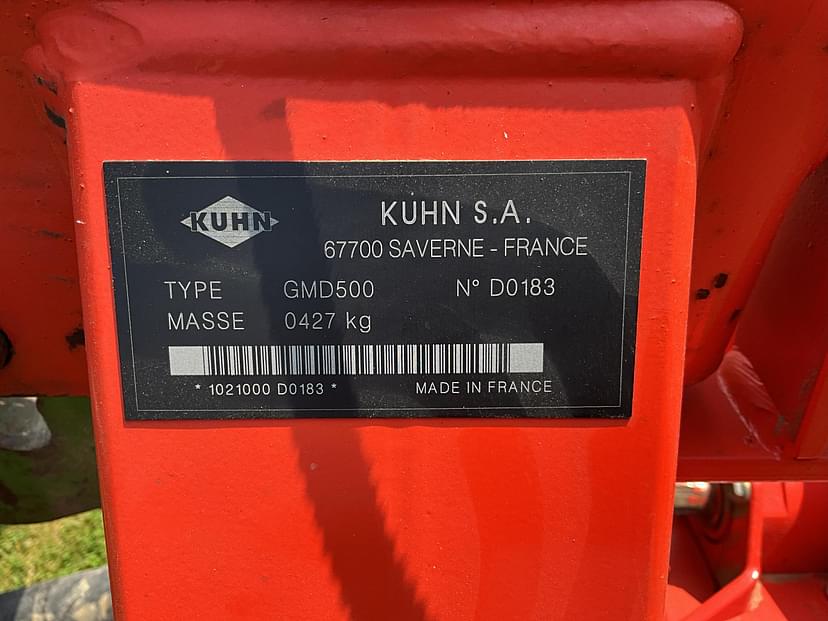 KUHN
KUHN S.A.
67700 SAVERNE - FRANCE
TYPE GMD500 N° D0183
MASSE 0427 kg
* 1021000 D0183 * MADE IN FRANCE